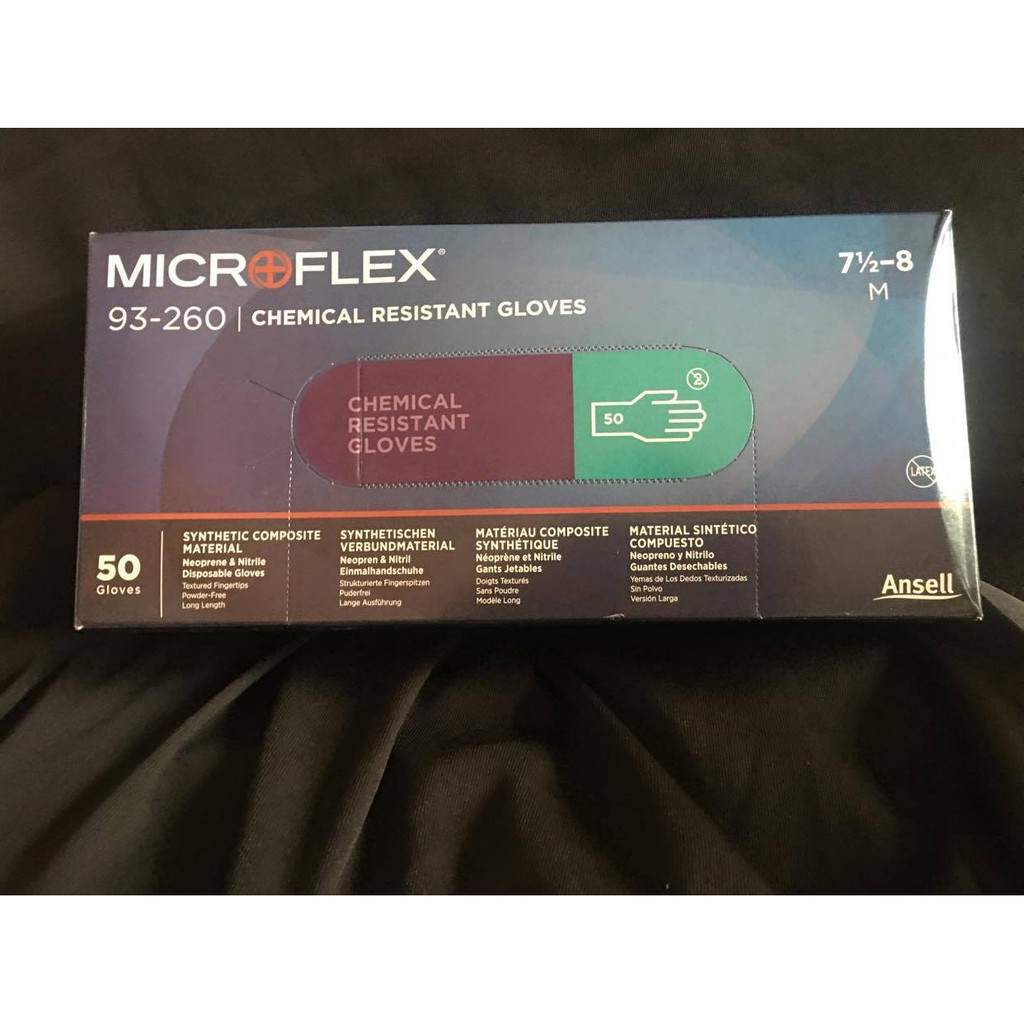 MICROFLEX®
7½–8
M
93-260 | CHEMICAL RESISTANT GLOVES
CHEMICAL
RESISTANT
GLOVES
50
2
LATEX
50
Gloves
SYNTHETIC COMPOSITE
MATERIAL
Neoprene & Nitrile
Disposable Gloves
Textured Fingertips
Powder-Free
Long Length
SYNTHETISCHEN
VERBUNDMATERIAL
Neopren & Nitril
Einmalhandschuhe
Strukturierte Fingerspitzen
Puderfrei
Lange Ausführung
MATÉRIAU COMPOSITE
SYNTHÉTIQUE
Néoprène et Nitrile
Gants Jetables
Doigts Texturés
Sans Poudre
Modèle Long
MATERIAL SINTÉTICO
COMPUESTO
Neopreno y Nitrilo
Guantes Desechables
Yemas de Los Dedos Texturizadas
Sin Polvo
Versión Larga
Ansell